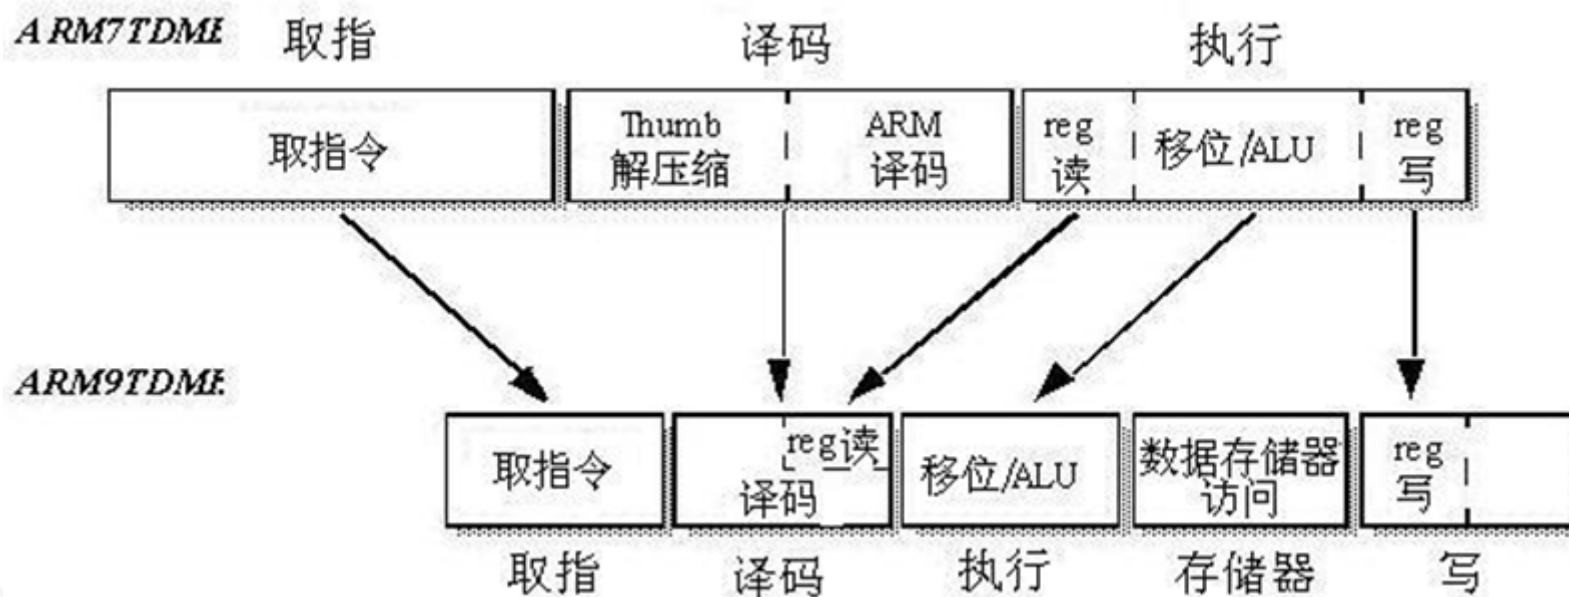 ARM7TDMI 取指 译码 执行
取指令
Thumb
解压缩
ARM
译码
reg
读
移位/ALU
reg
写
ARM9TDMI
取指令
reg读
译码
移位/ALU
数据存储器
访问
reg
写
取指 译码 执行 存储器 写